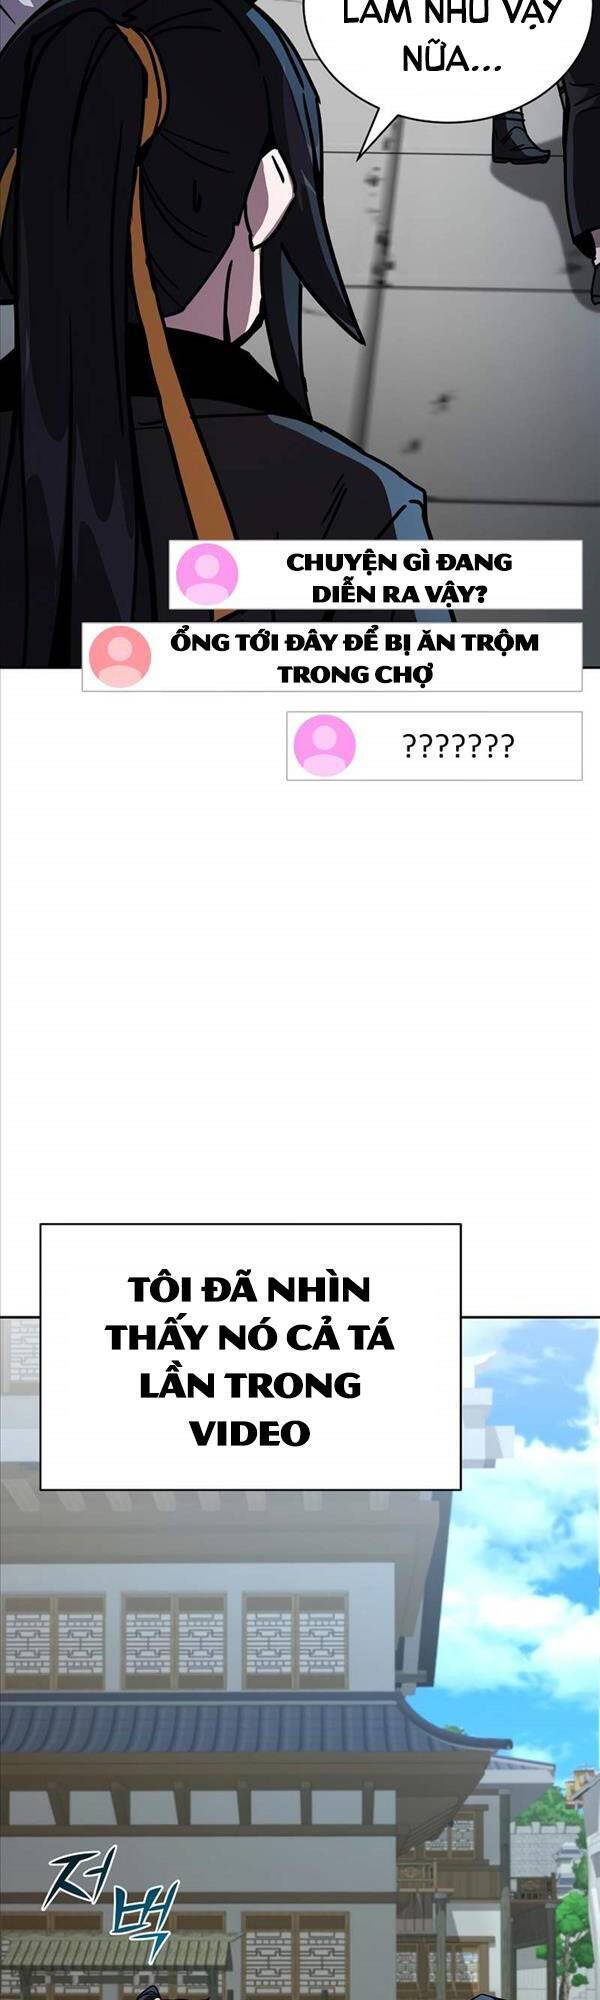 LÀM NHƯ VẬY
NỮA...
CHUYỆN GÌ ĐANG
DIỄN RA VẬY?
ỔNG TỚI ĐÂY ĐỂ BỊ ĂN TRỘM
TRONG CHỢ
???????
TÔI ĐÃ NHÌN
THẤY NÓ CẢ TÁ
LẦN TRONG
VIDEO
저벅